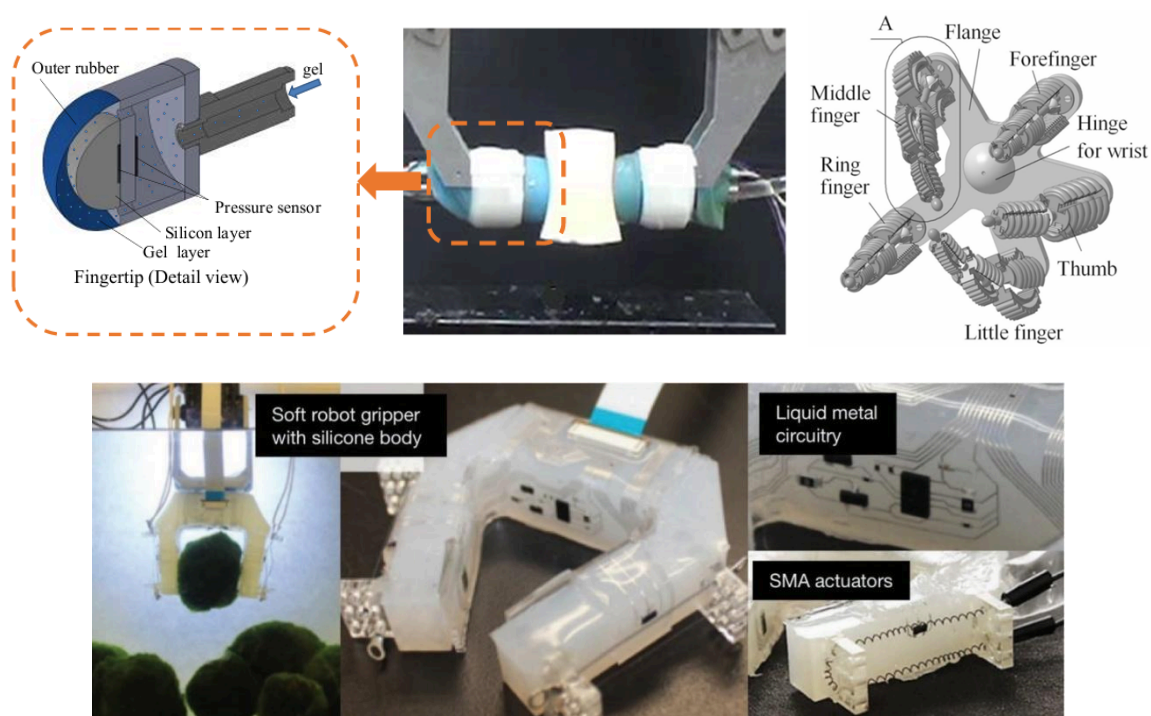 Outer rubber
gel
Pressure sensor
Silicon layer
Gel layer
Fingertip (Detail view)
A
Flange
Forefinger
Middle
finger
Hinge
for wrist
Ring
finger
Thumb
Little finger
Soft robot gripper
with silicone body
Liquid metal
circuitry
SMA actuators